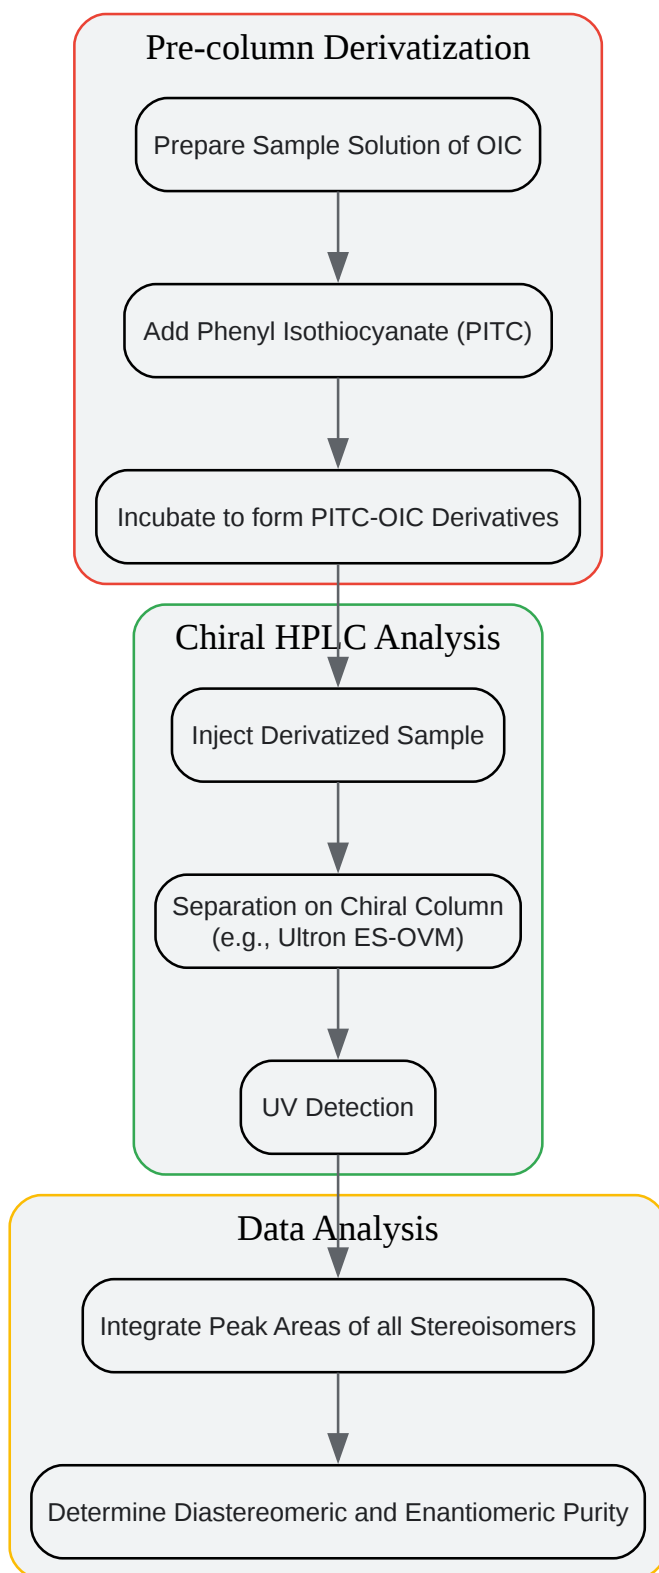 Pre-column Derivatization
Prepare Sample Solution of OIC
Add Phenyl Isothiocyanate (PITC)
Incubate to form PITC-OIC Derivatives
Chiral HPLC Analysis
Inject Derivatized Sample
Separation on Chiral Column
(e.g., Ultron ES-OVM)
UV Detection
Data Analysis
Integrate Peak Areas of all Stereoisomers
Determine Diastereomeric and Enantiomeric Purity